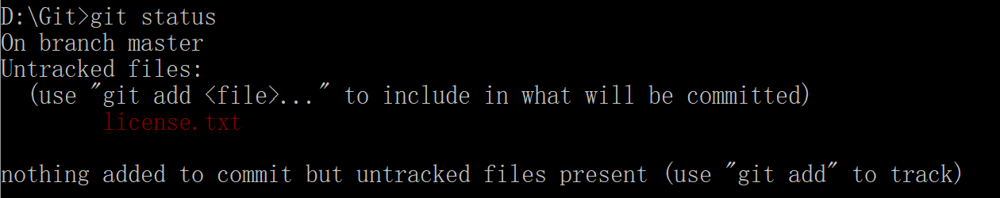 D:\Git>git status
On branch master
Untracked files:
  (use "git add <file>..." to include in what will be committed)
        license.txt

nothing added to commit but untracked files present (use "git add" to track)